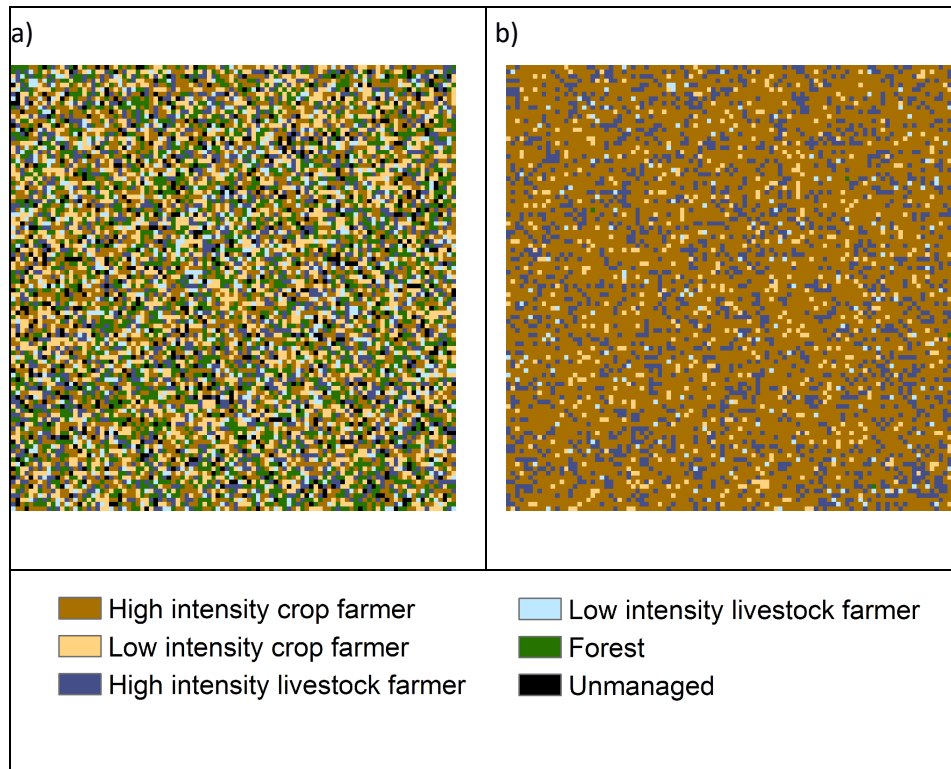 a)
b)
High intensity crop farmer
Low intensity crop farmer
High intensity livestock farmer
Low intensity livestock farmer
Forest
Unmanaged